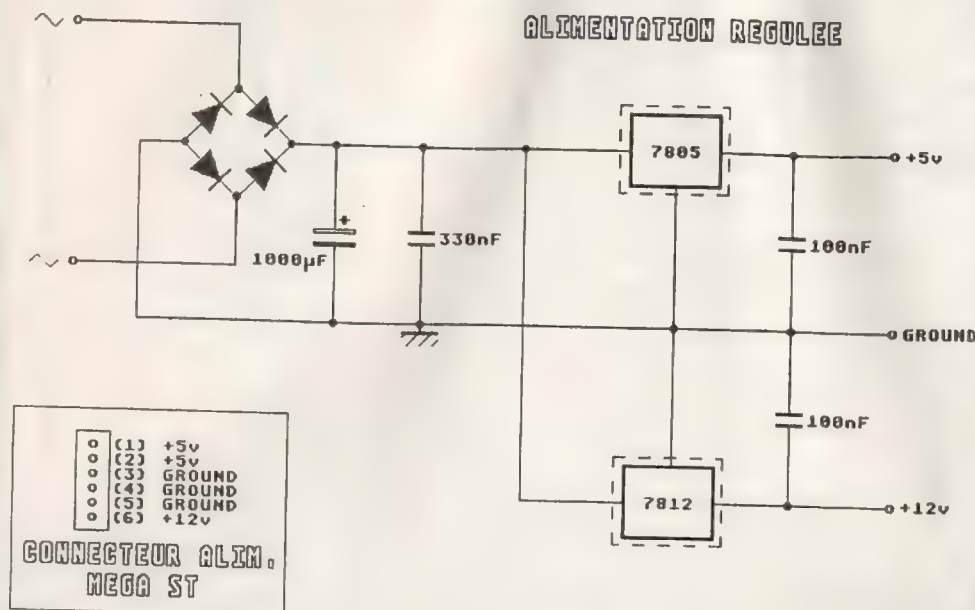 ALIMENTATION REGULEE
7805
+5v
+
1000µF
330nF
100nF
GROUND
100nF
7812
+12v
(1) +5v
(2) +5v
(3) GROUND
(4) GROUND
(5) GROUND
(6) +12v
CONNECTEUR ALIM.
MEGA ST